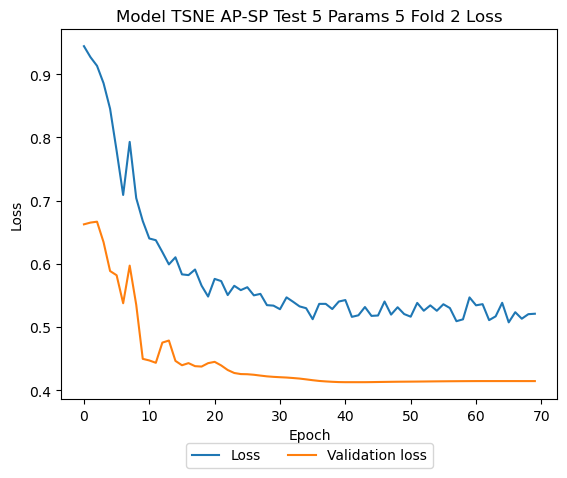 Model TSNE AP-SP Test 5 Params 5 Fold 2 Loss
Loss
0.9
0.8
0.7
0.6
0.5
0.4
0 10 20 30 40 50 60 70
Epoch
Loss Validation loss